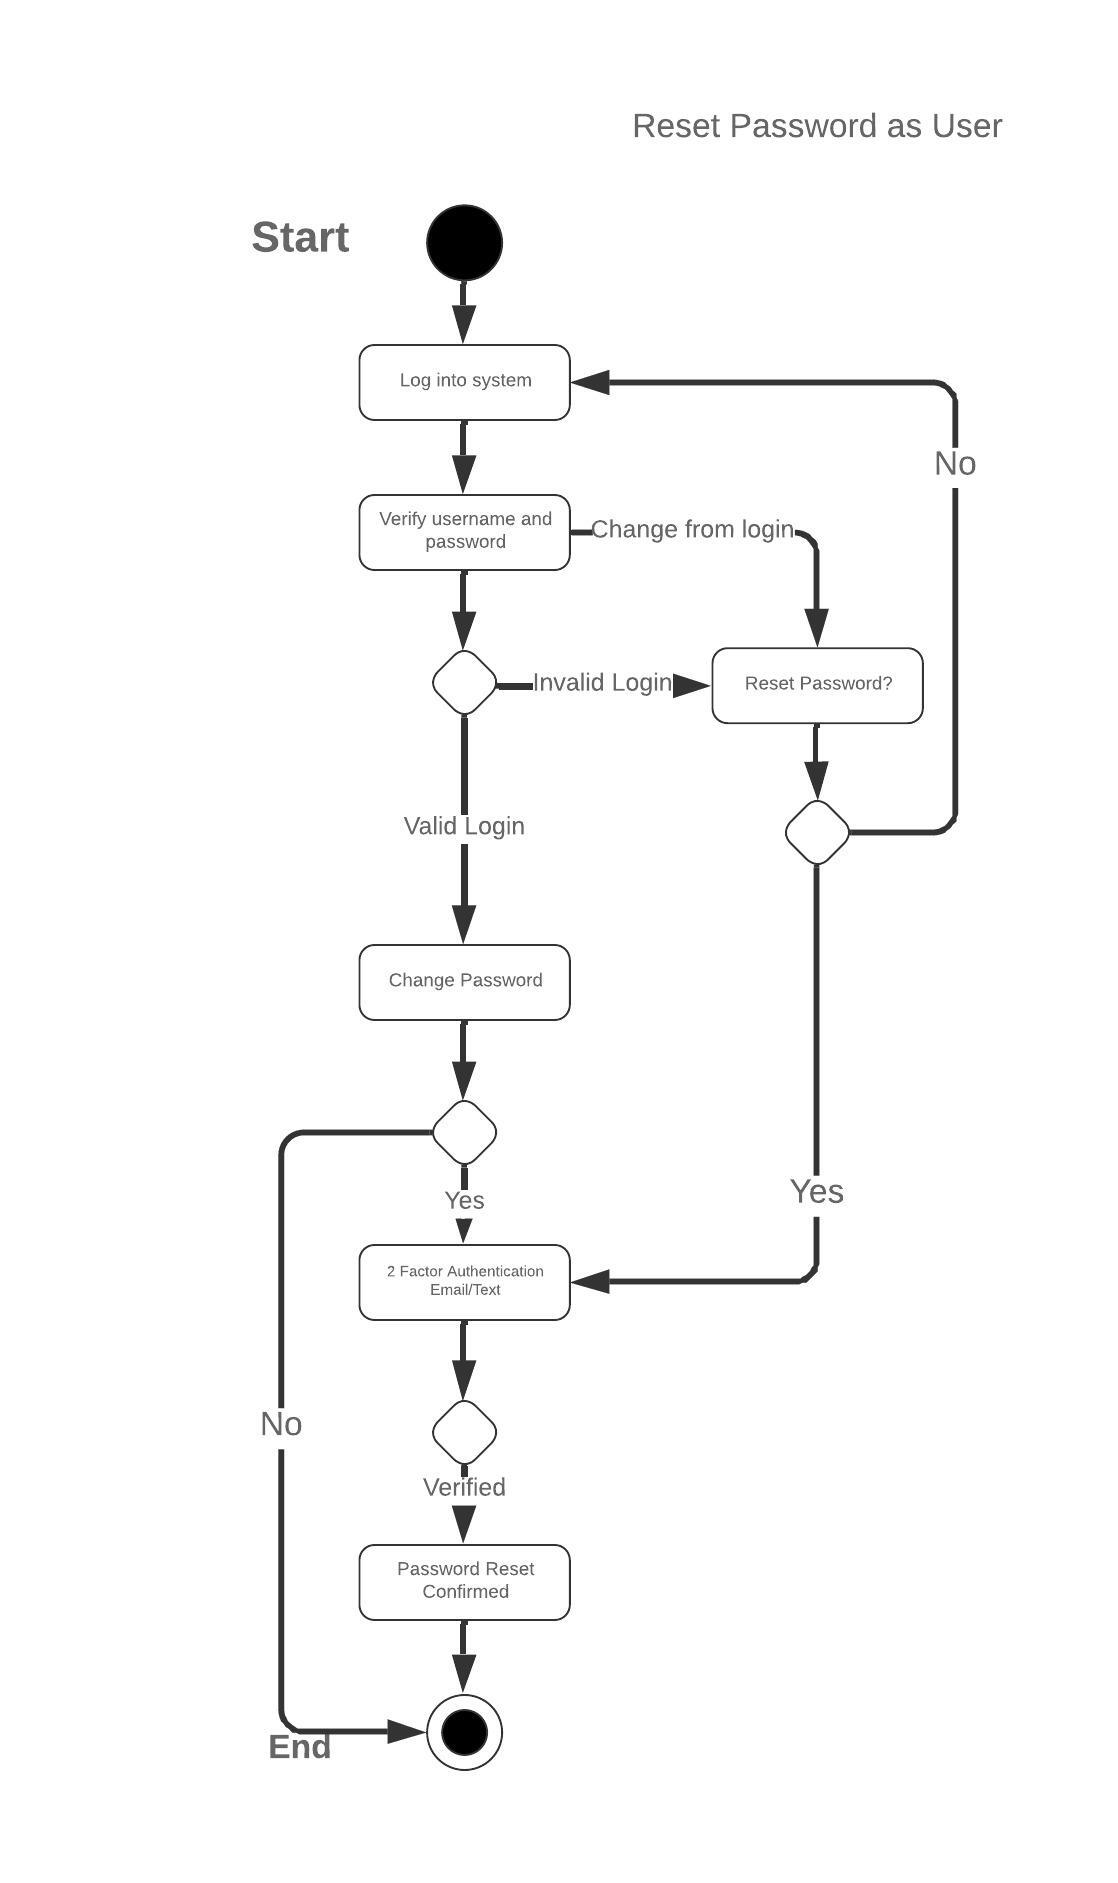 Reset Password as User
Start
Log into system
No
Verify username and
password
Change from login
Invalid Login
Reset Password?
Valid Login
Change Password
Yes
Yes
2 Factor Authentication
Email/Text
No
Verified
Password Reset
Confirmed
End